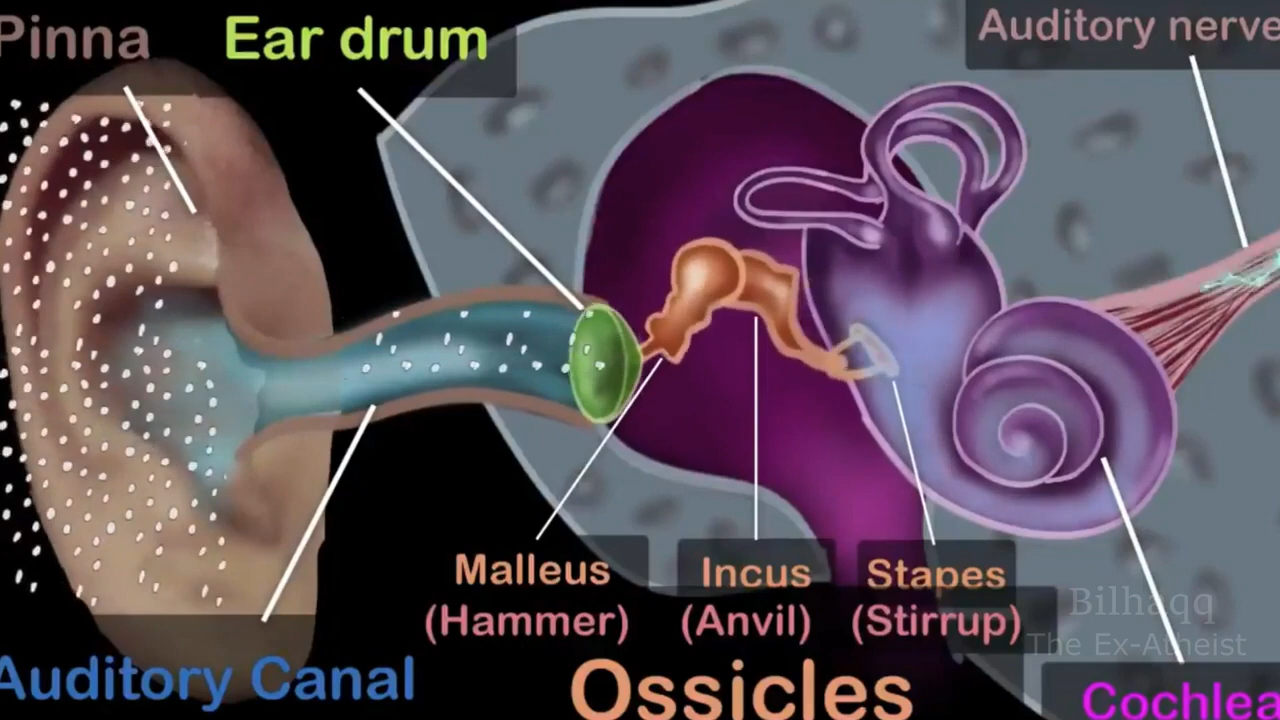 Pinna
Ear drum
Auditory nerve
Malleus
(Hammer)
Incus
(Anvil)
Stapes
(Stirrup)
Bilhaqq
The Ex-Atheist
Auditory Canal
Ossicles
Cochlea